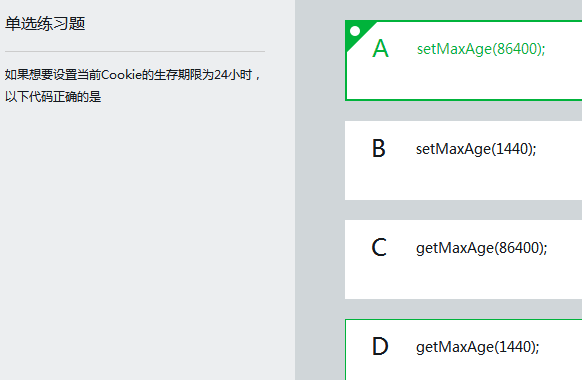 单选练习题
如果想要设置当前Cookie的生存期限为24小时，
以下代码正确的是
A setMaxAge(86400);
B setMaxAge(1440);
C getMaxAge(86400);
D getMaxAge(1440);